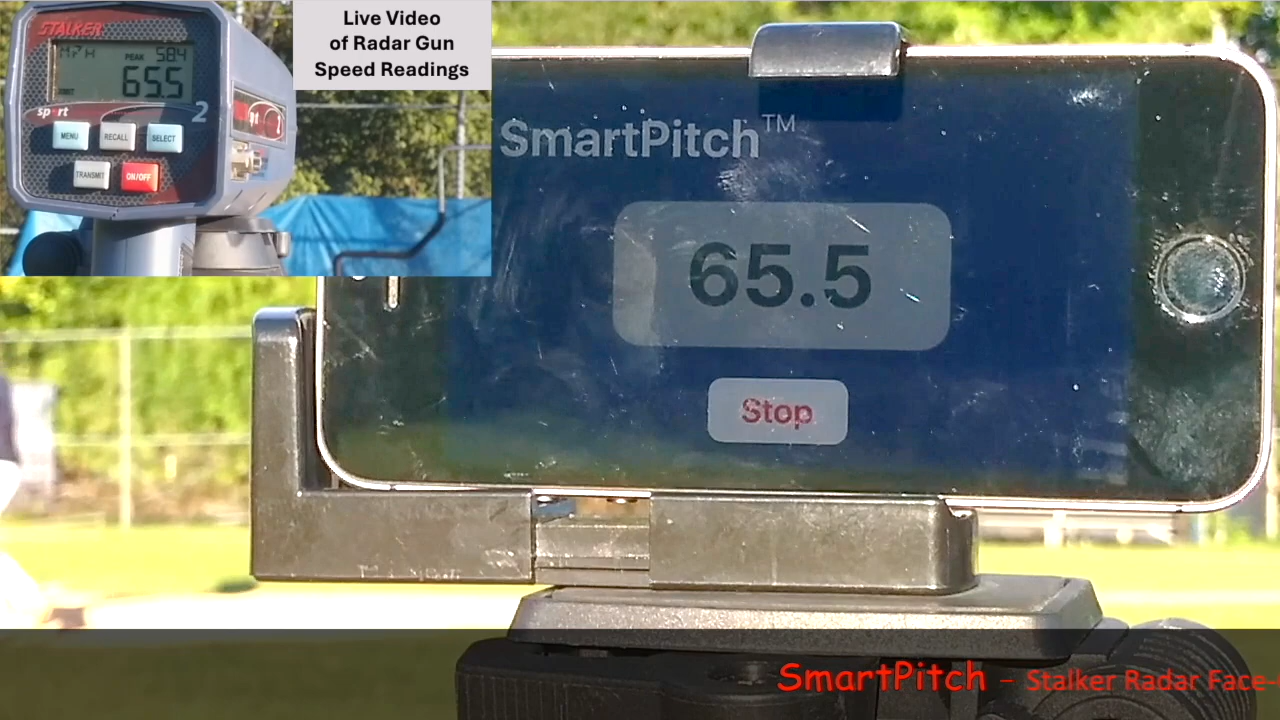 Live Video
of Radar Gun
Speed Readings
STALKER
PEAK 58.4
65.5
sport 2
MENU RECALL SELECT
TRANSMIT ON/OFF
SmartPitch™
65.5
Stop
SmartPitch – Stalker Radar Face-